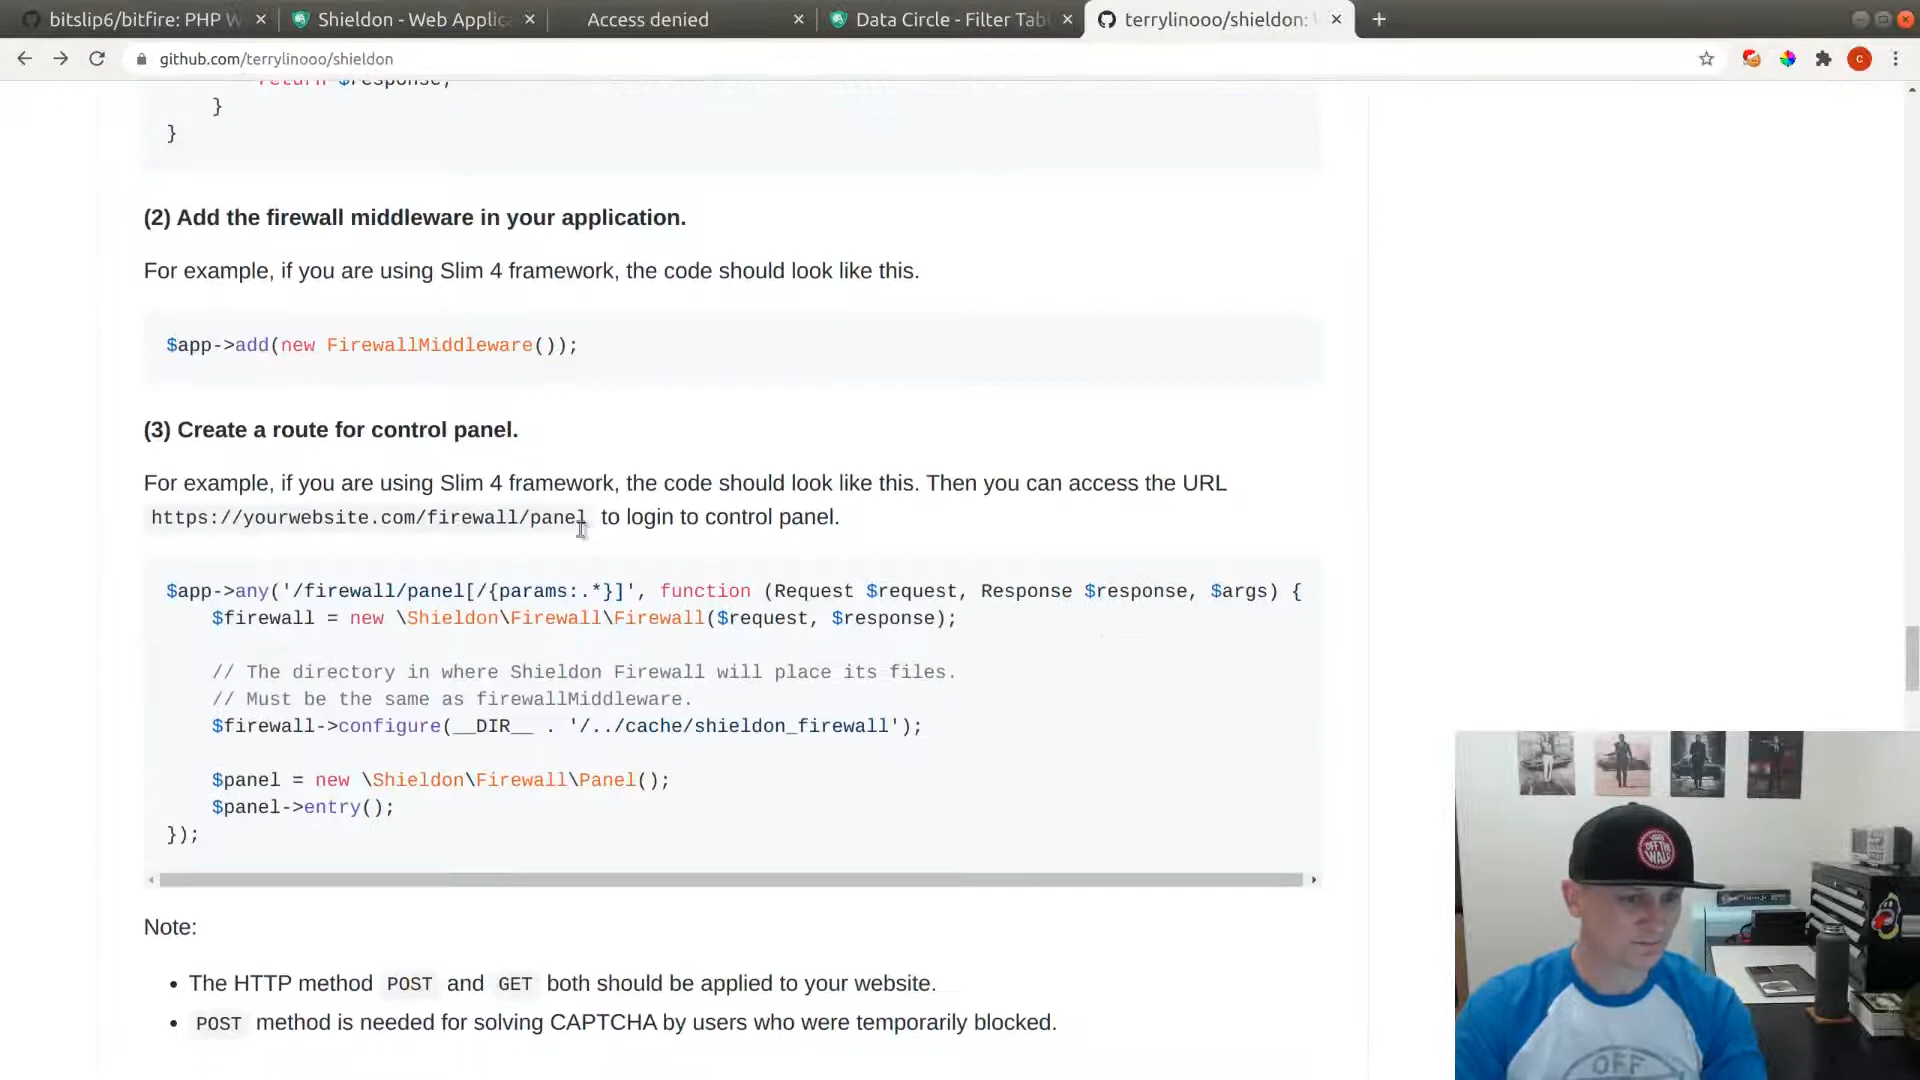 bitslip6/bitfire: PHP W
Shieldon - Web Applic
Access denied
Data Circle - Filter Tab
terrylinooo/shieldon:
github.com/terrylinooo/shieldon
C
return $response;
}
}
(2) Add the firewall middleware in your application.
For example, if you are using Slim 4 framework, the code should look like this.
$app->add(new FirewallMiddleware());
(3) Create a route for control panel.
For example, if you are using Slim 4 framework, the code should look like this. Then you can access the URL
https://yourwebsite.com/firewall/panel to login to control panel.
$app->any('/firewall/panel[/{params:.*}]', function (Request $request, Response $response, $args) {
$firewall = new \Shieldon\Firewall\Firewall($request, $response);
// The directory in where Shieldon Firewall will place its files.
// Must be the same as firewallMiddleware.
$firewall->configure(__DIR__ . '/../cache/shieldon_firewall');
$panel = new \Shieldon\Firewall\Panel();
$panel->entry();
});
Note:
• The HTTP method POST and GET both should be applied to your website.
• POST method is needed for solving CAPTCHA by users who were temporarily blocked.
OFF THE WALL
OFF